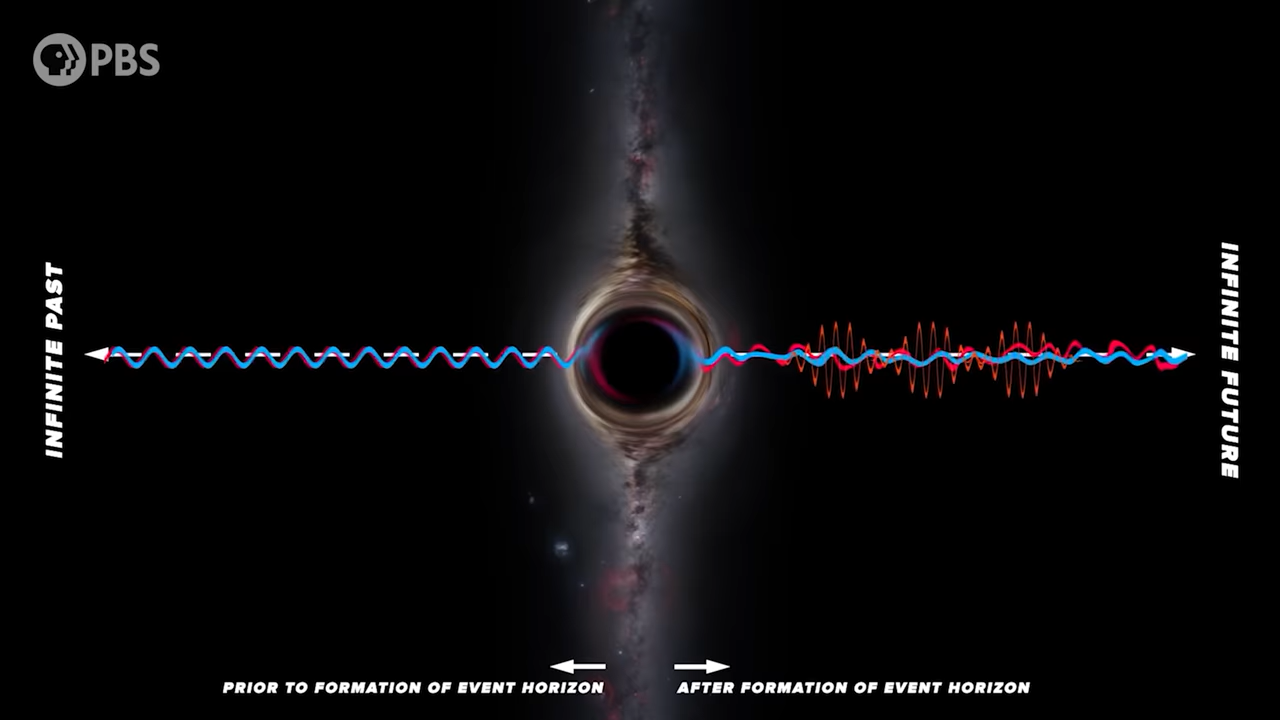 PBS
INFINITE PAST
INFINITE FUTURE
PRIOR TO FORMATION OF EVENT HORIZON
AFTER FORMATION OF EVENT HORIZON